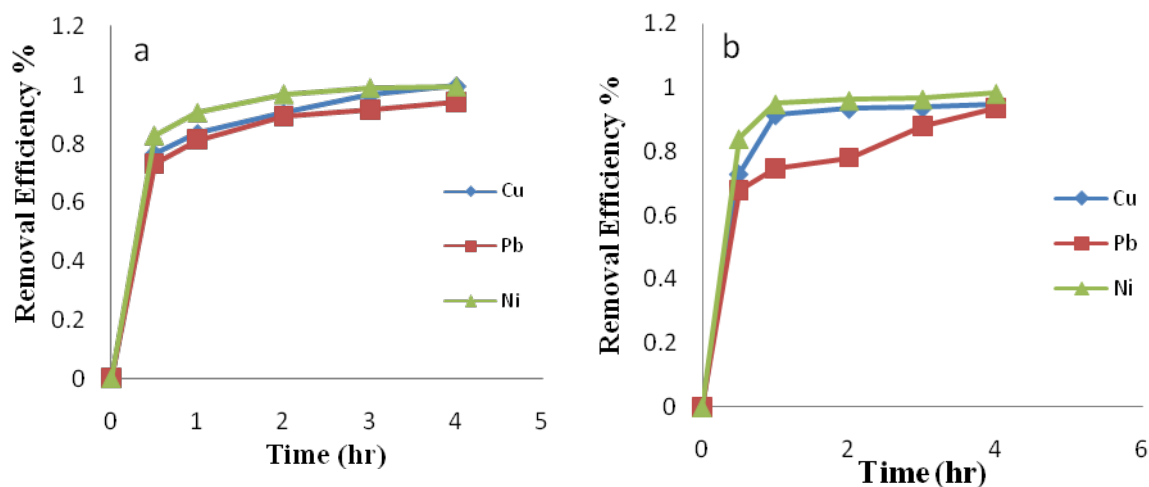 a
Removal Efficiency %
1.2
1
0.8
0.6
0.4
0.2
0
0 1 2 3 4 5
Time (hr)
Cu
Pb
Ni
b
Removal Efficiency %
1.2
1
0.8
0.6
0.4
0.2
0
0 2 4 6
Time (hr)
Cu
Pb
Ni